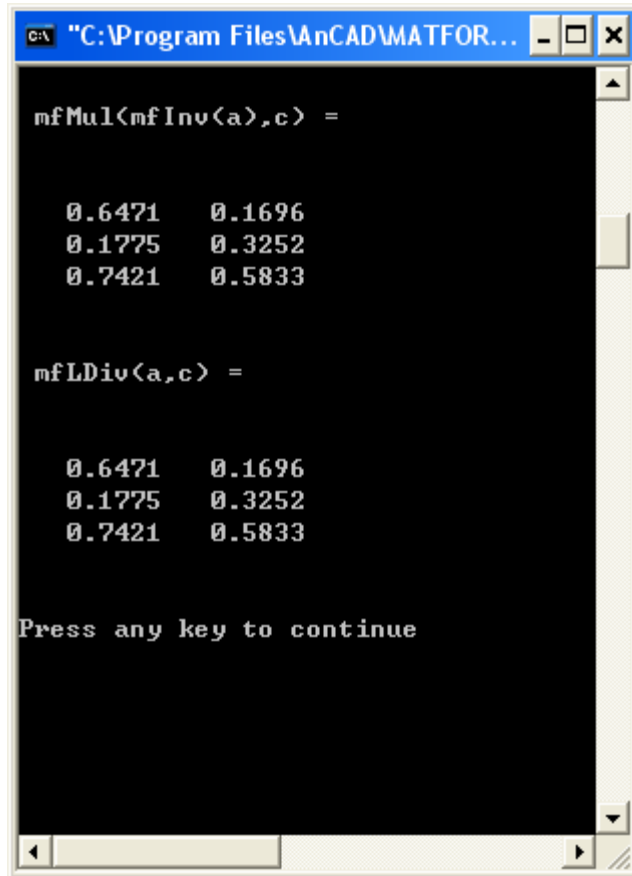 "C:\Program Files\AnCAD\MATFOR...
mfMul(mfInv(a),c) =
0.6471 0.1696
0.1775 0.3252
0.7421 0.5833
mfLDiv(a,c) =
0.6471 0.1696
0.1775 0.3252
0.7421 0.5833
Press any key to continue